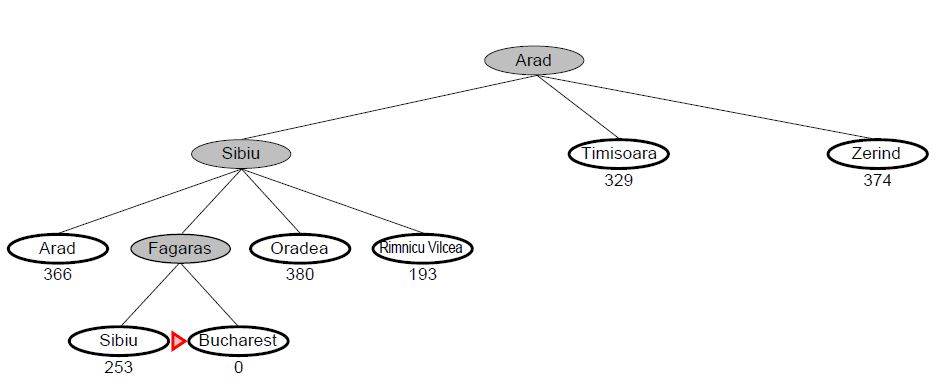 Arad
Sibiu
Timisoara
Zerind
329
374
Arad
Fagaras
Oradea
Rimnicu Vilcea
366
380
193
Sibiu
Bucharest
253
0